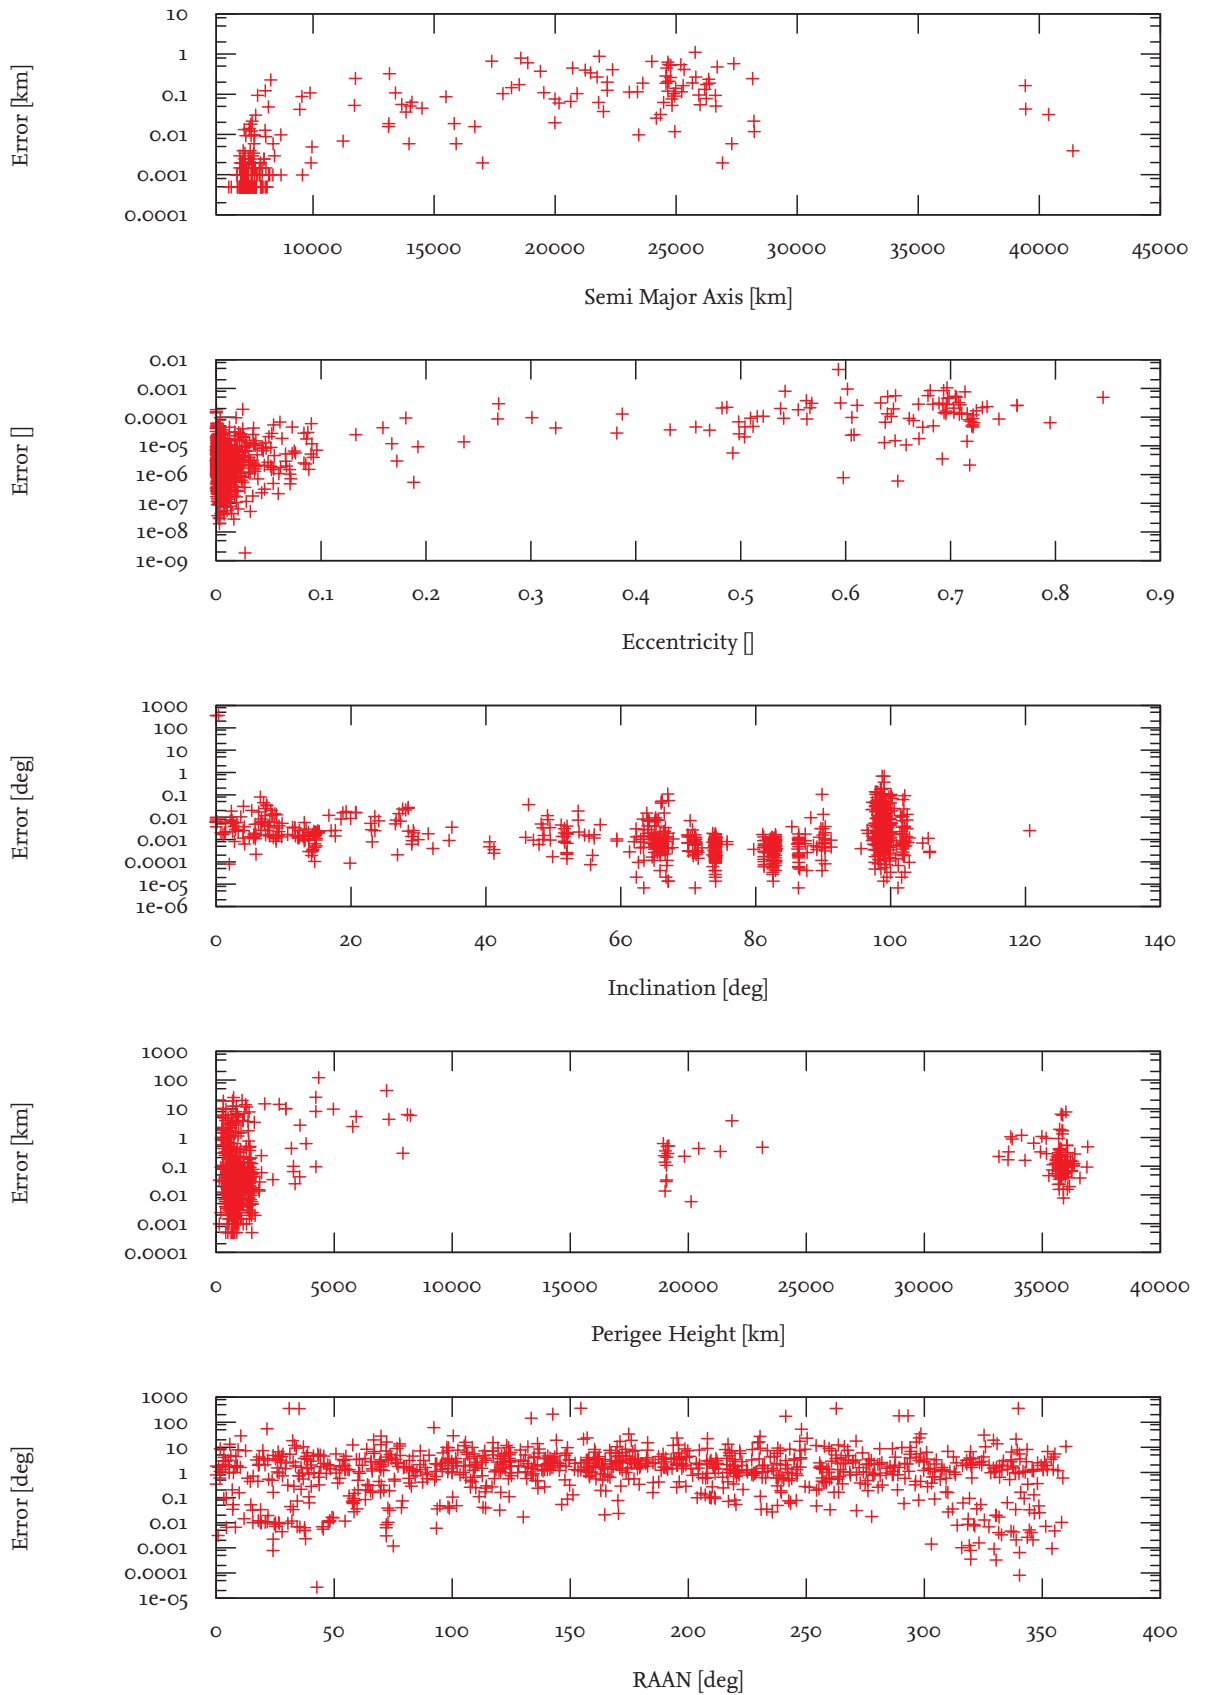 10
1
0.1
0.01
0.001
0.0001
Error [km]
10000 15000 20000 25000 30000 35000 40000 45000
Semi Major Axis [km]
0.01
0.001
0.0001
1e-05
1e-06
1e-07
1e-08
1e-09
Error []
0 0.1 0.2 0.3 0.4 0.5 0.6 0.7 0.8 0.9
Eccentricity []
1000
100
10
1
0.1
0.01
0.001
0.0001
1e-05
1e-06
Error [deg]
0 20 40 60 80 100 120 140
Inclination [deg]
1000
100
10
1
0.1
0.01
0.001
0.0001
Error [km]
0 5000 10000 15000 20000 25000 30000 35000 40000
Perigee Height [km]
1000
100
10
1
0.1
0.01
0.001
0.0001
1e-05
Error [deg]
0 50 100 150 200 250 300 350 400
RAAN [deg]